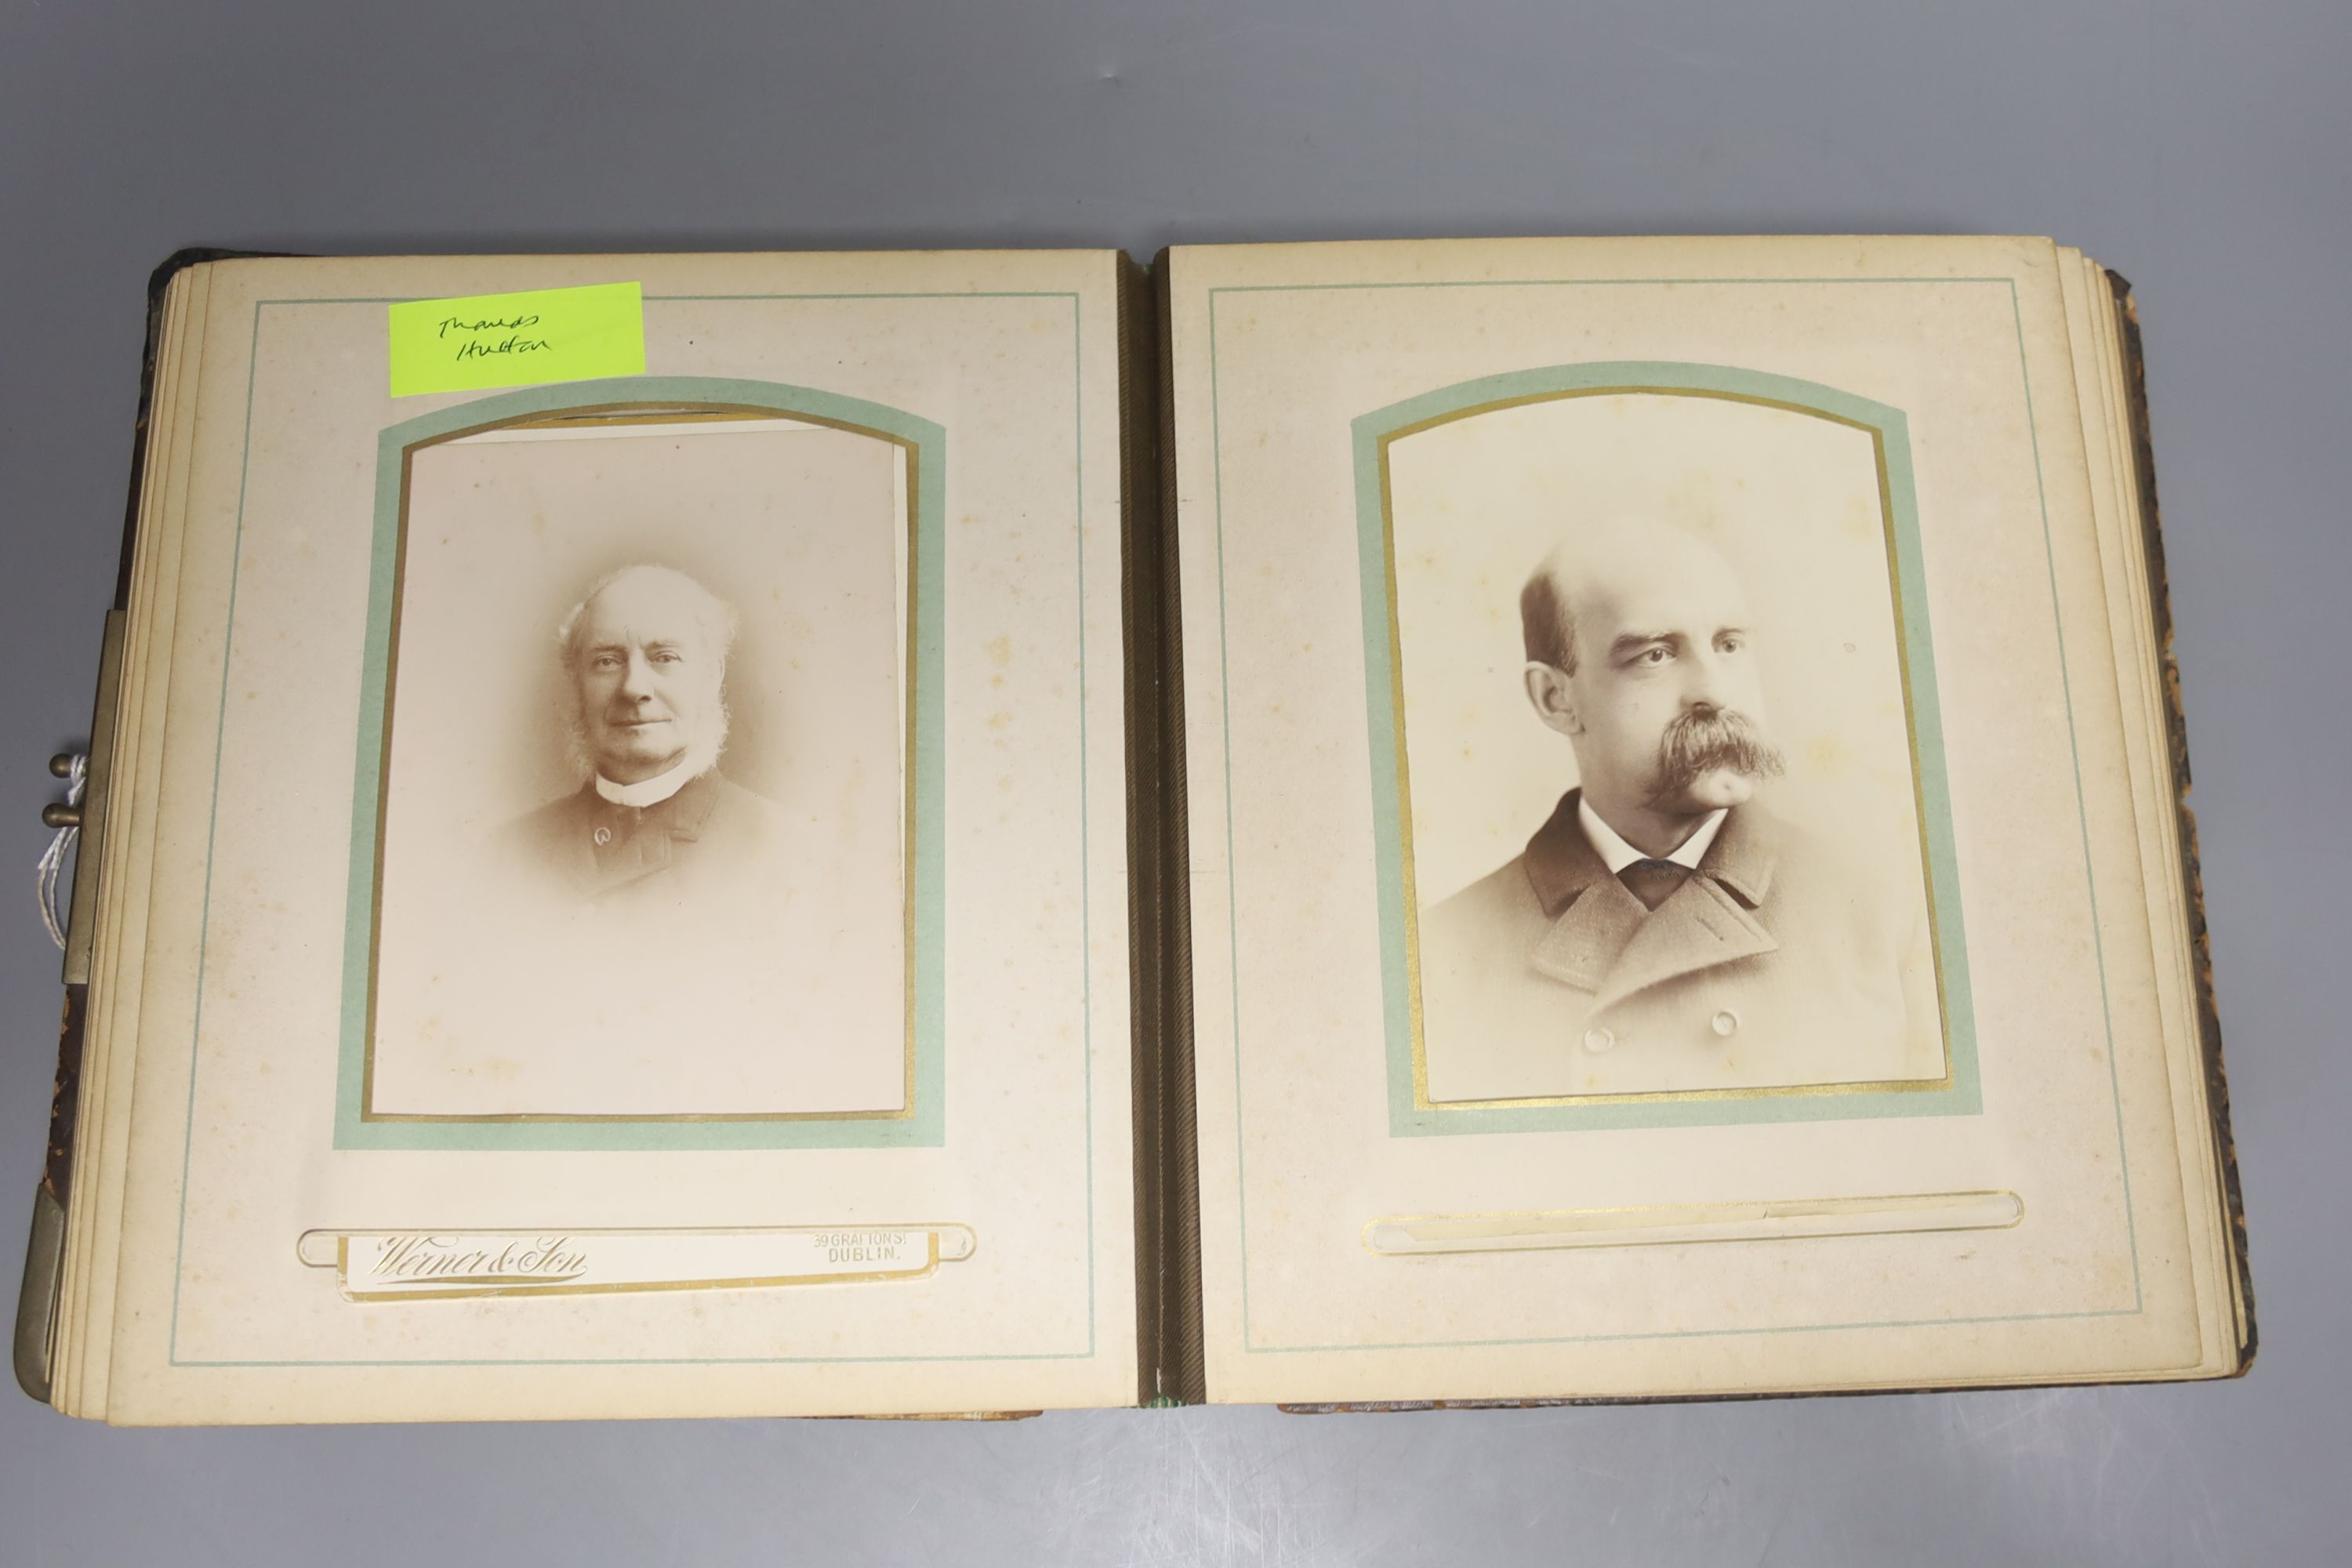 Thomas
Hutton
Werner & Son
39 GRAFTON ST
DUBLIN.